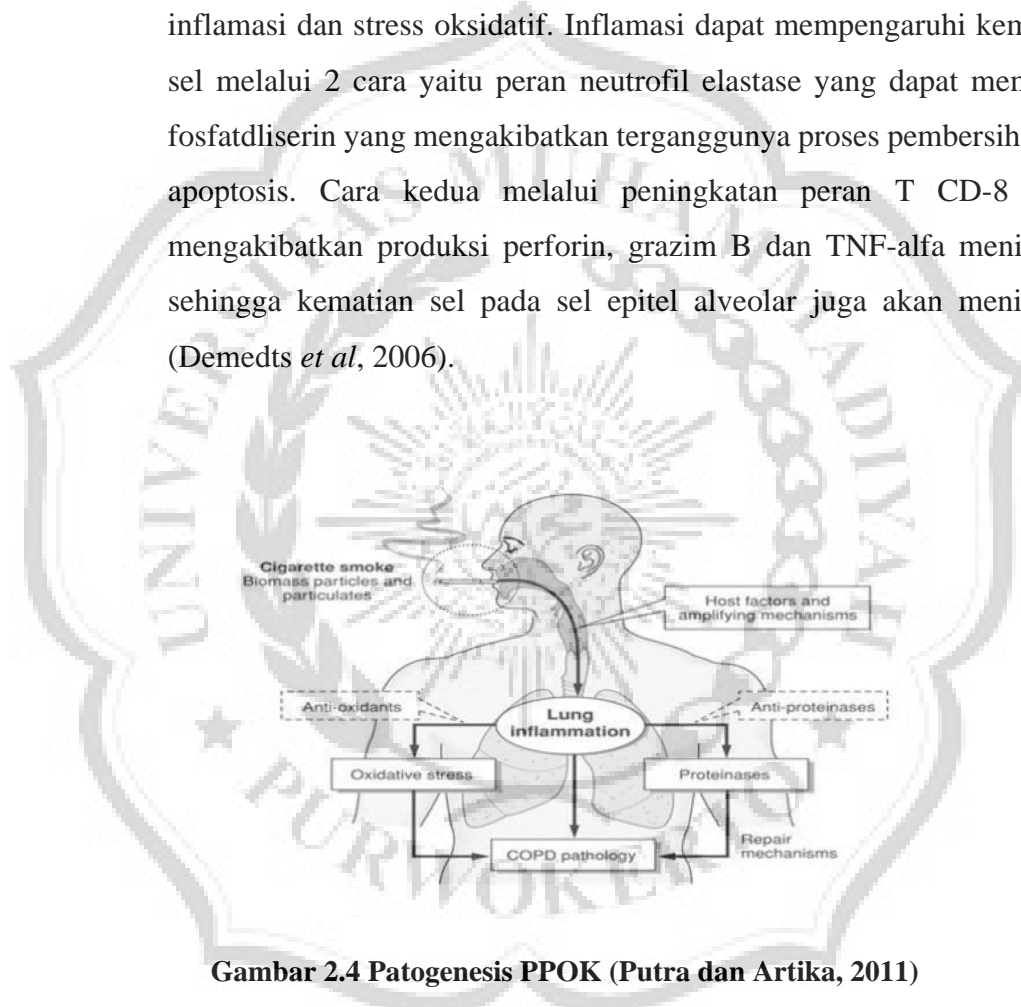 inflamasi dan stress oksidatif. Inflamasi dapat mempengaruhi kem
sel melalui 2 cara yaitu peran neutrofil elastase yang dapat men
fosfatdliserin yang mengakibatkan terganggunya proses pembersih
apoptosis. Cara kedua melalui peningkatan peran T CD-8
mengakibatkan produksi perforin, grazim B dan TNF-alfa meni
sehingga kematian sel pada sel epitel alveolar juga akan meni
(Demedts et al, 2006).
UNIVERSITAS MUHAMMADIYAH
PURWOKERTO
Cigarette smoke
Biomass particles and
particulates
Host factors and
amplifying mechanisms
Anti-oxidants
Lung
inflammation
Anti-proteinases
Oxidative stress
Proteinases
COPD pathology
Repair
mechanisms
Gambar 2.4 Patogenesis PPOK (Putra dan Artika, 2011)